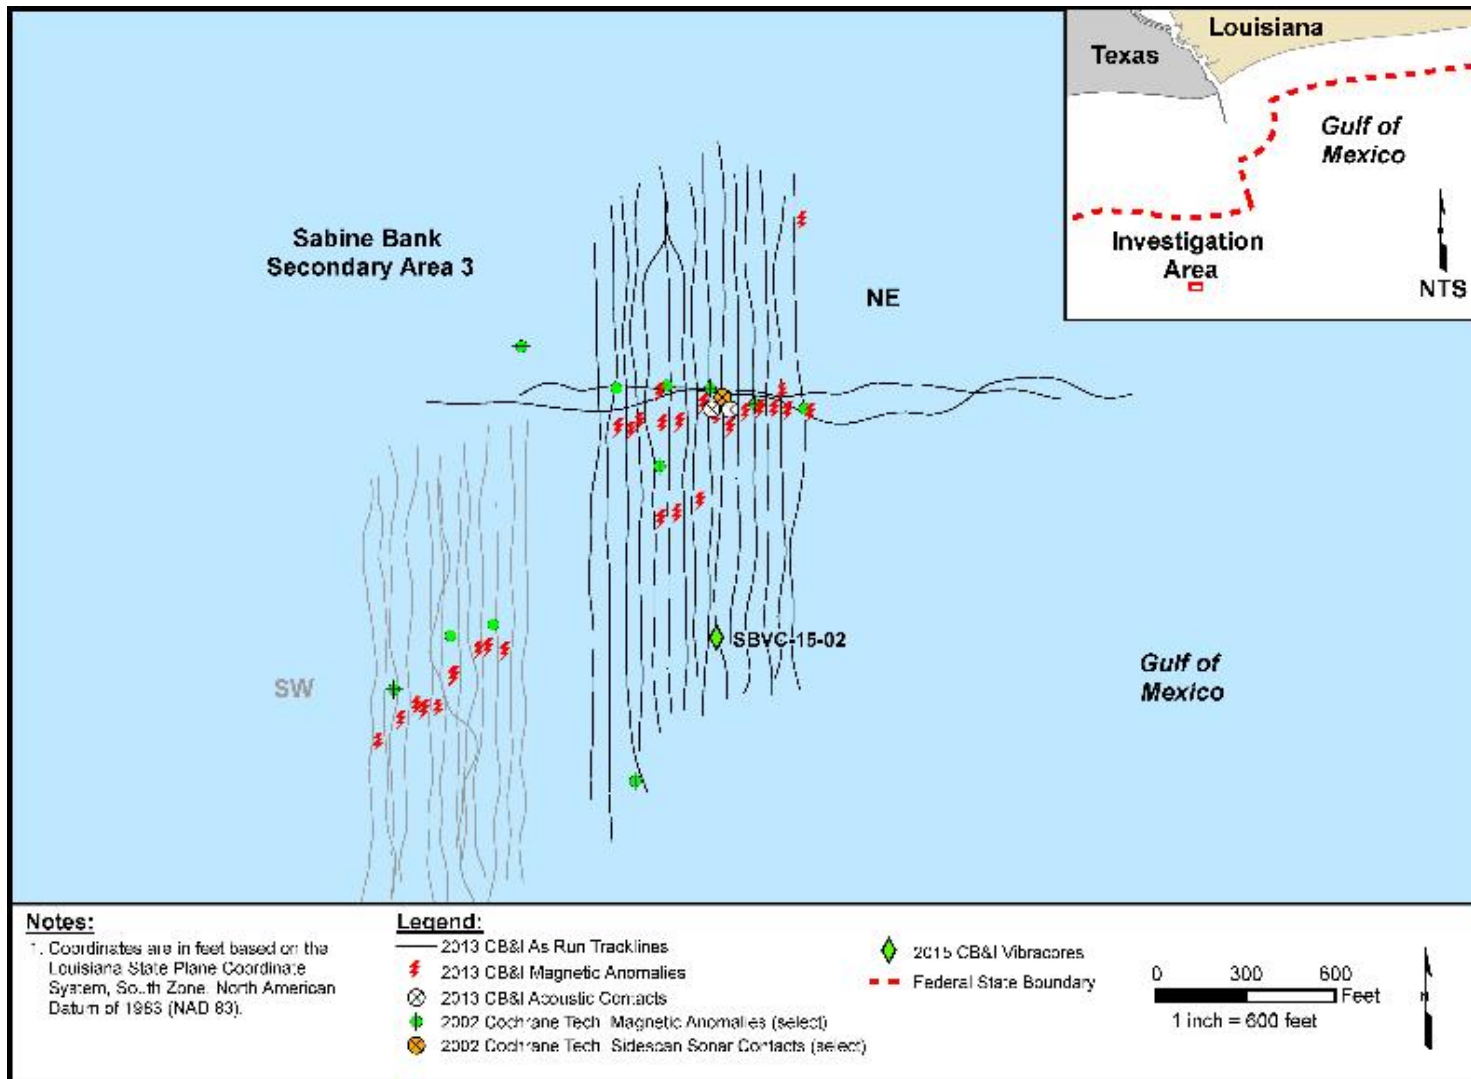 Louisiana
Texas
Gulf of
Mexico
Investigation
Area
NTS
Sabine Bank
Secondary Area 3
NE
SBVC-15-02
SW
Gulf of
Mexico
Notes:
1. Coordinates are in feet based on the
Louisiana State Plane Coordinate
System, South Zone. North American
Datum of 1983 (NAD 83).
Legend:
2013 CB&I As Run Tracklines
2013 CB&I Magnetic Anomalies
2013 CB&I Acoustic Contacts
2002 Cochrane Tech. Magnetic Anomalies (select)
2002 Cochrane Tech. Sidescan Sonar Contacts (select)
2015 CB&I Vibracores
Federal State Boundary
0 300 600
Feet
1 inch = 600 feet